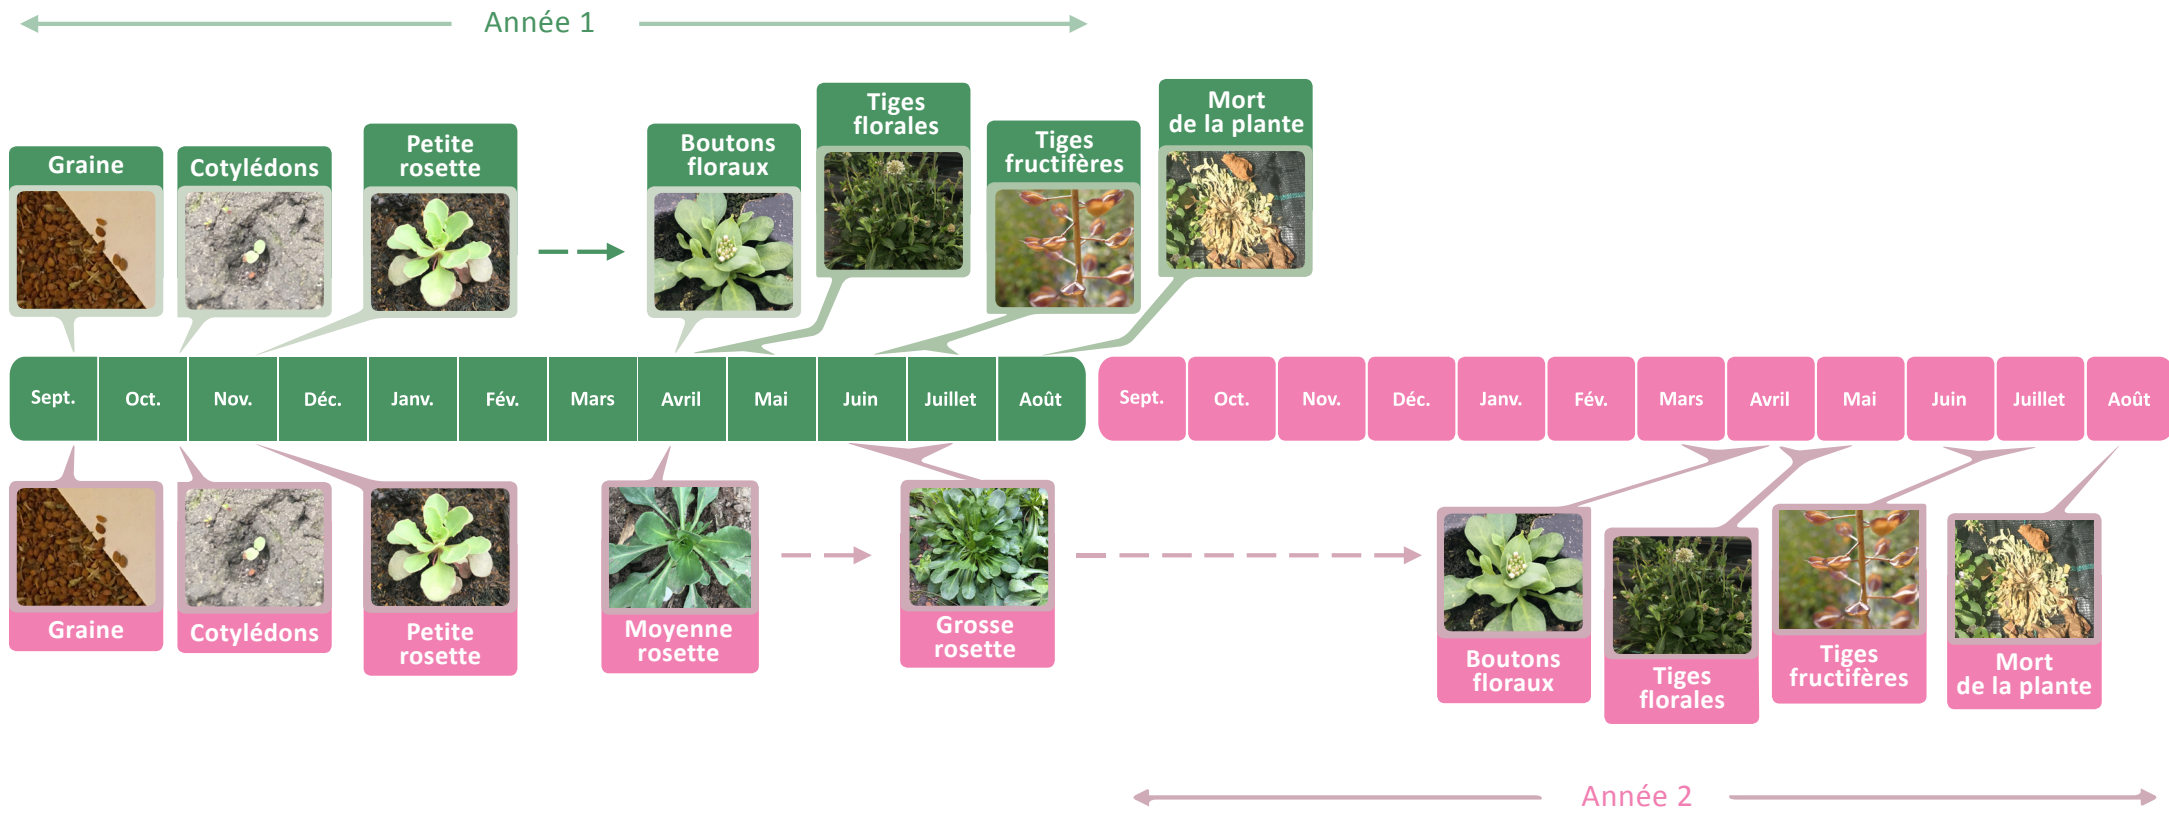 Année 1
Graine
Cotylédons
Petite
rosette
Boutons
floraux
Tiges
florales
Tiges
fructifères
Mort
de la plante
Sept.
Oct.
Nov.
Déc.
Janv.
Fév.
Mars
Avril
Mai
Juin
Juillet
Août
Sept.
Oct.
Nov.
Déc.
Janv.
Fév.
Mars
Avril
Mai
Juin
Juillet
Août
Graine
Cotylédons
Petite
rosette
Moyenne
rosette
Grosse
rosette
Boutons
floraux
Tiges
florales
Tiges
fructifères
Mort
de la plante
Année 2